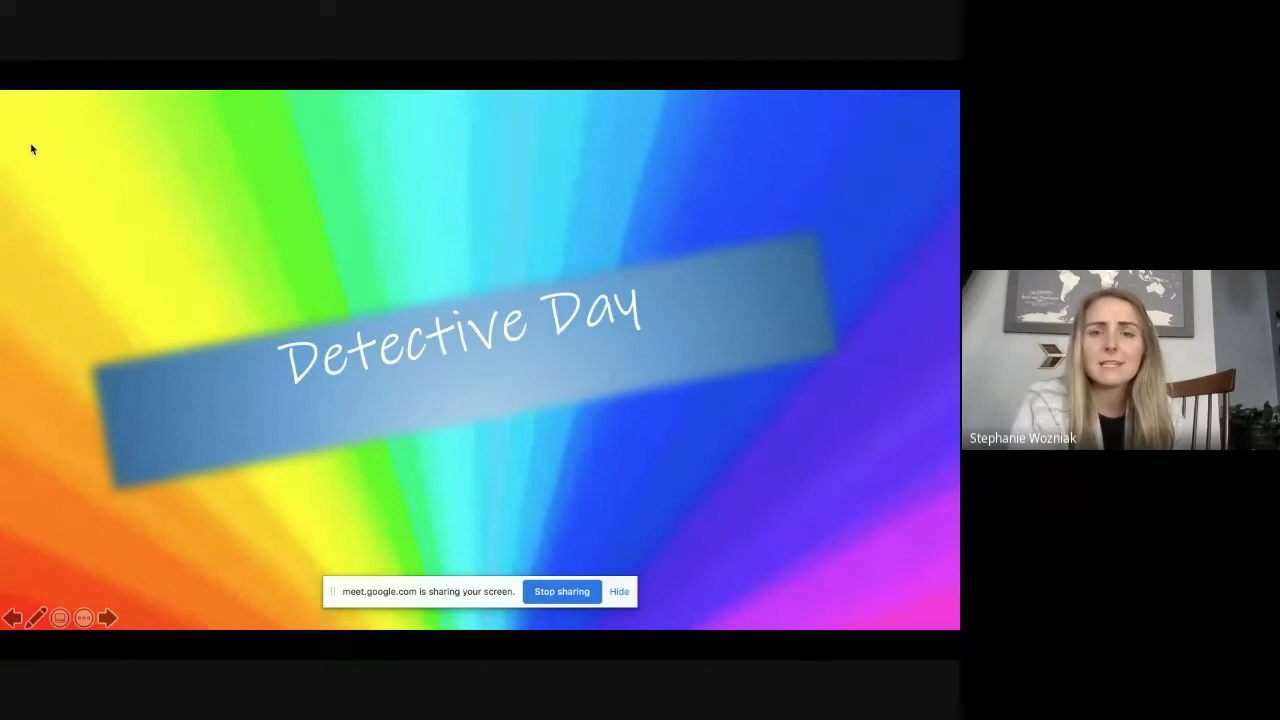 Detective Day
meet.google.com is sharing your screen.
Stop sharing
Hide
Stephanie Wozniak